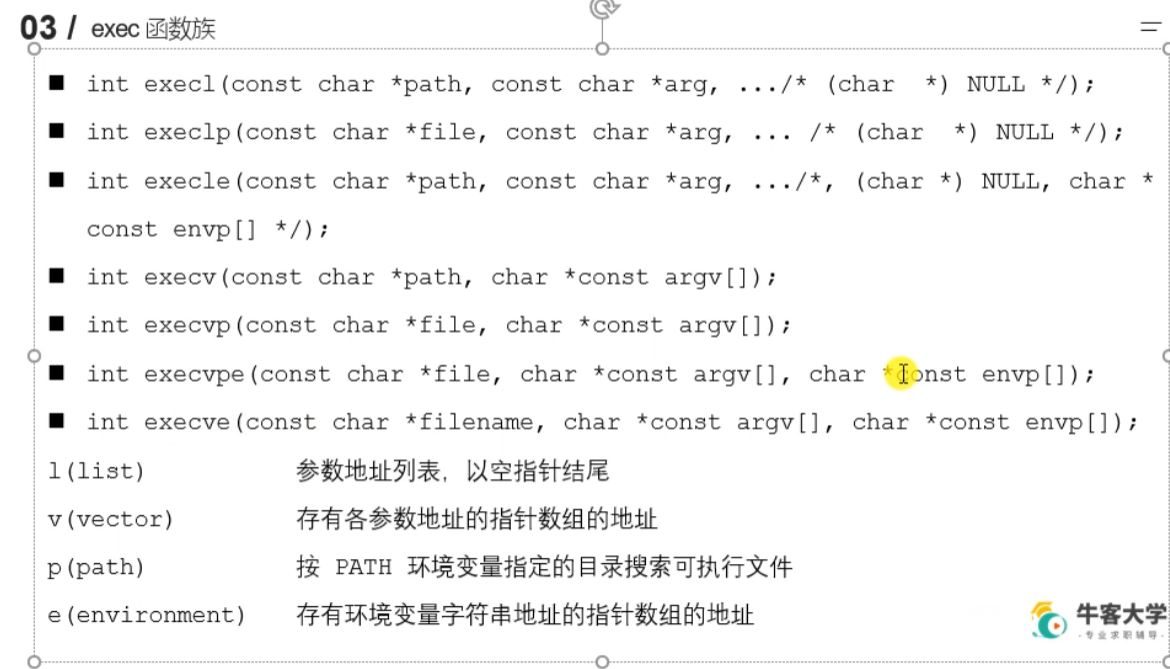 03 / exec 函数族
int execl(const char *path, const char *arg, .../* (char  *) NULL */);
int execlp(const char *file, const char *arg, ... /* (char  *) NULL */);
int execle(const char *path, const char *arg, .../*, (char *) NULL, char *
const envp[] */);
int execv(const char *path, char *const argv[]);
int execvp(const char *file, char *const argv[]);
int execvpe(const char *file, char *const argv[], char *const envp[]);
int execve(const char *filename, char *const argv[], char *const envp[]);
l(list) 参数地址列表，以空指针结尾
v(vector) 存有各参数地址的指针数组的地址
p(path) 按 PATH 环境变量指定的目录搜索可执行文件
e(environment) 存有环境变量字符串地址的指针数组的地址
牛客大学
·专业求职辅导·